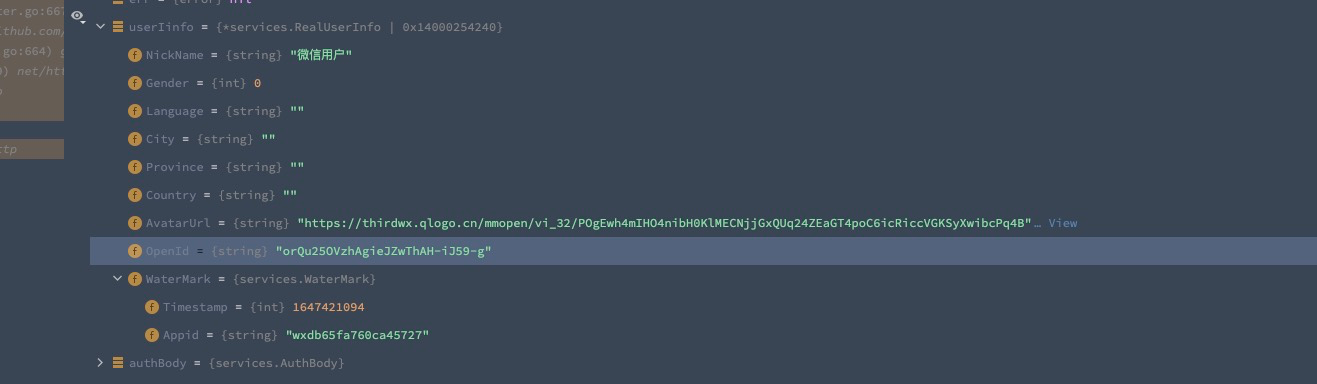 err = {error} nil
ter.go:667
userIinfo = {*services.RealUserInfo | 0x14000254240}
ithub.com/
NickName = {string} "微信用户"
go:664) g
) net/htt
Gender = {int} 0
Language = {string} ""
City = {string} ""
ttp
Province = {string} ""
Country = {string} ""
AvatarUrl = {string} "https://thirdwx.qlogo.cn/mmopen/vi_32/POgEwh4mIHO4nibH0KlMECNjjGxQUq24ZEaGT4poC6icRiccVGKSyXwibcPq4B"… View
OpenId = {string} "orQu25OVzhAgieJZwThAH-iJ59-g"
WaterMark = {services.WaterMark}
Timestamp = {int} 1647421094
Appid = {string} "wxdb65fa760ca45727"
authBody = {services.AuthBody}